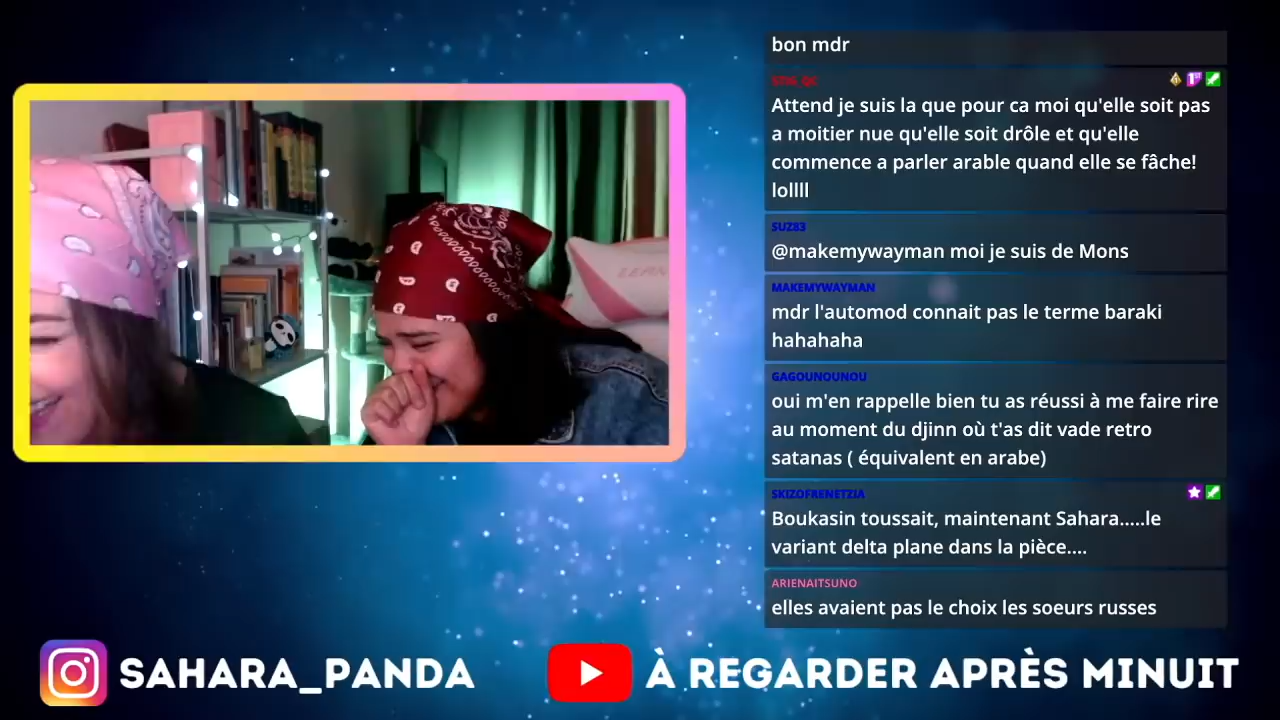 bon mdr
STIG_QC
Attend je suis la que pour ca moi qu'elle soit pas
a moitier nue qu'elle soit drôle et qu'elle
commence a parler arable quand elle se fâche!
lollll
SUZ83
@makemywayman moi je suis de Mons
MAKEMYWAYMAN
mdr l'automod connait pas le terme baraki
hahahaha
GAGOUNOUNOU
oui m'en rappelle bien tu as réussi à me faire rire
au moment du djinn où t'as dit vade retro
satanas ( équivalent en arabe)
SKIZOFRENETZIA
Boukasin toussait, maintenant Sahara.....le
variant delta plane dans la pièce....
ARIENAITSUNO
elles avaient pas le choix les soeurs russes
SAHARA_PANDA
À REGARDER APRÈS MINUIT